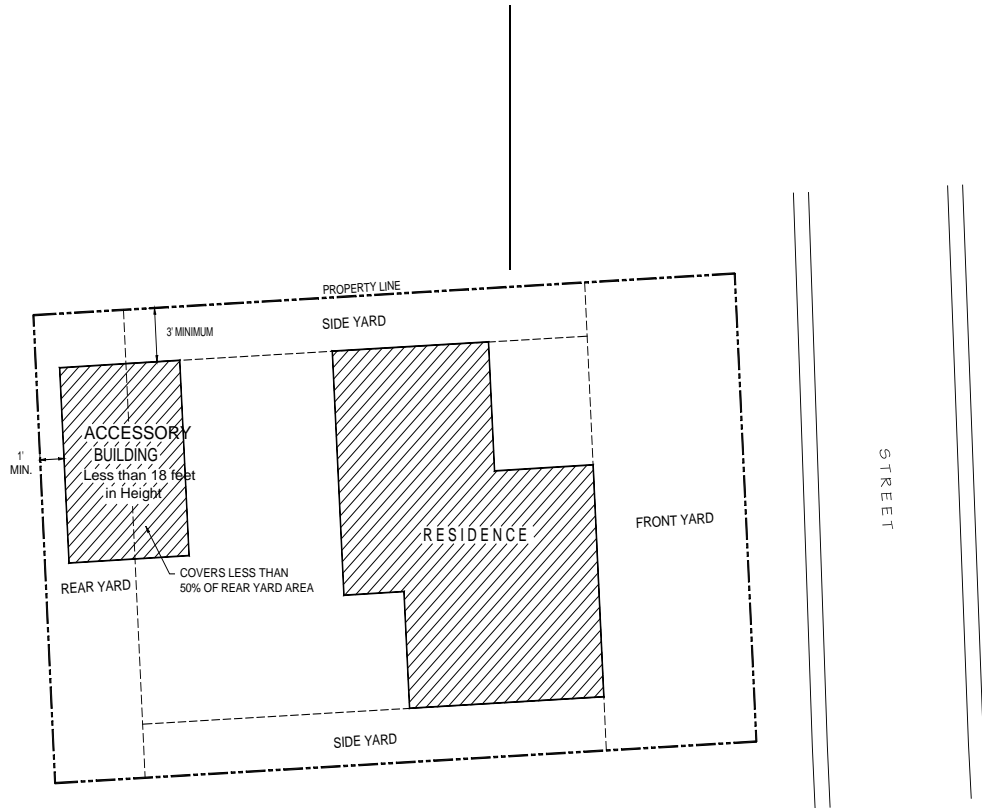 PROPERTY LINE
3' MINIMUM
SIDE YARD
ACCESSORY
BUILDING
Less than 18 feet
in Height
1'
MIN.
STREET
RESIDENCE
FRONT YARD
COVERS LESS THAN
50% OF REAR YARD AREA
REAR YARD
SIDE YARD